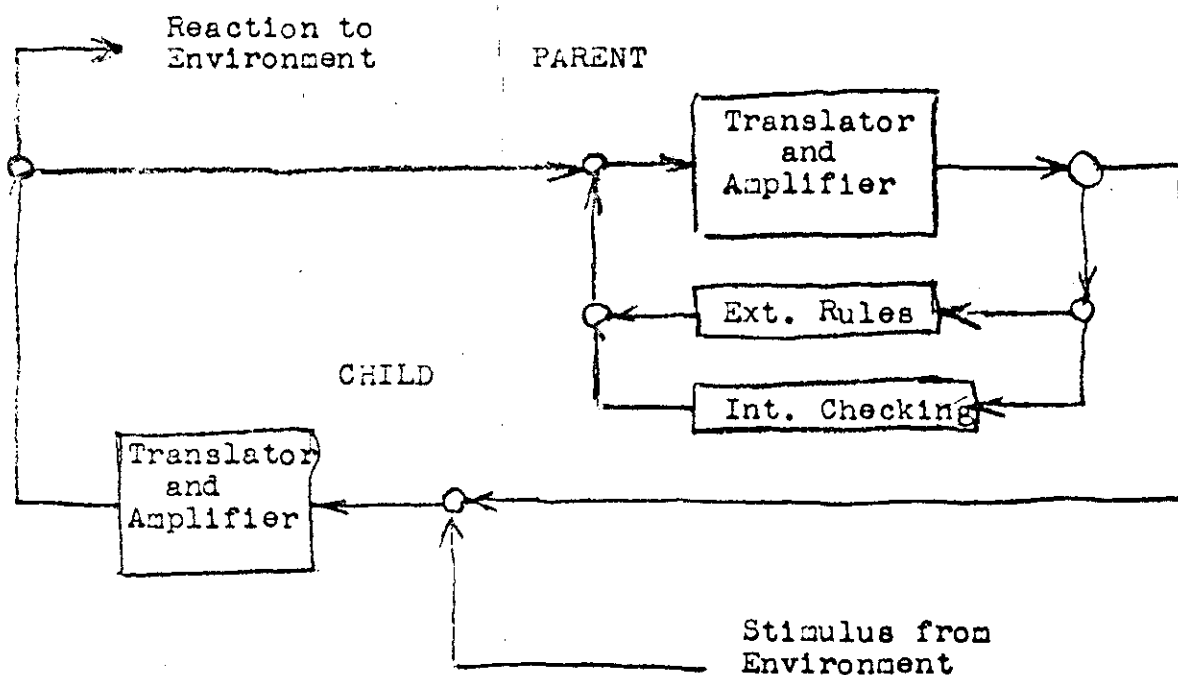 Reaction to
Environment
PARENT
Translator
and
Amplifier
Ext. Rules
CHILD
Int. Checking
Translator
and
Amplifier
Stimulus from
Environment